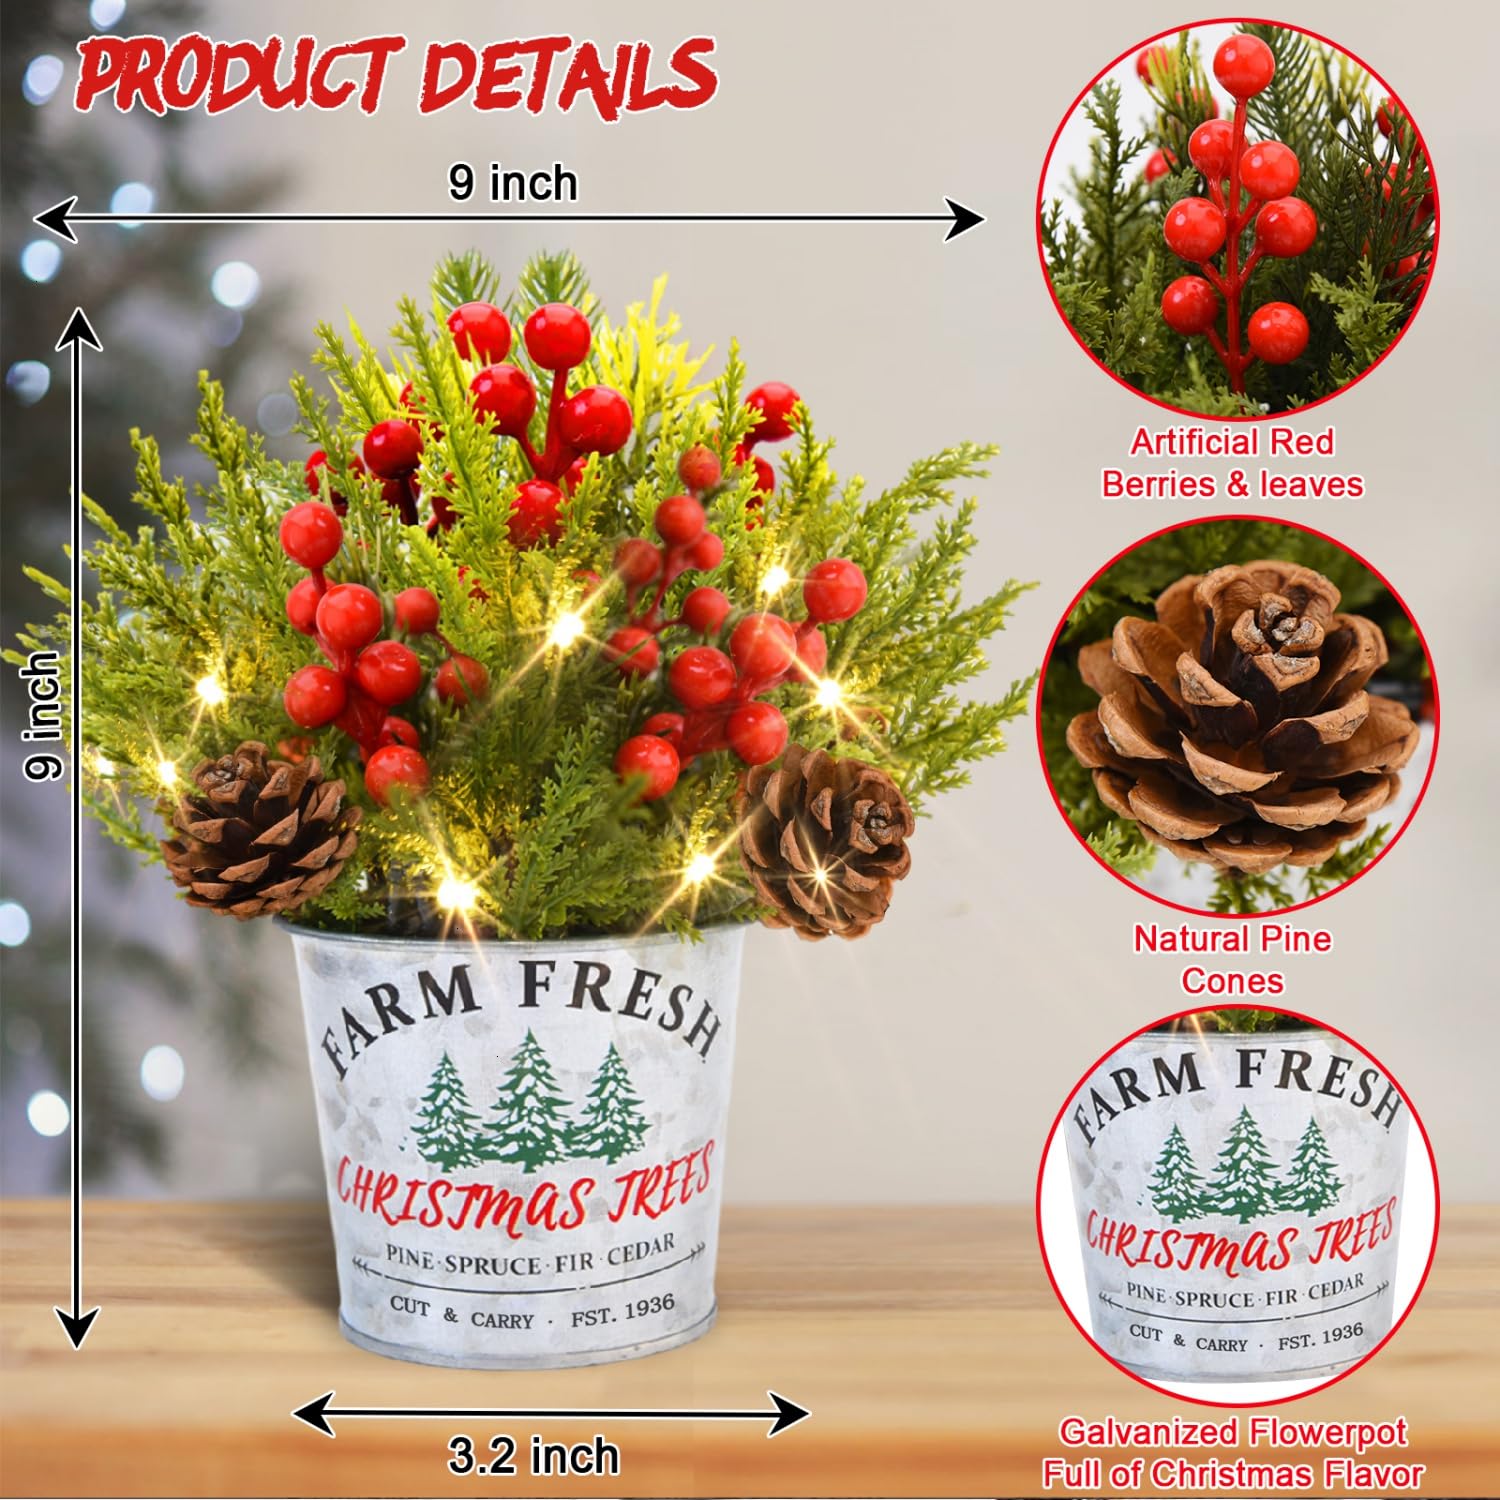 PRODUCT DETAILS
9 inch
9 inch
FARM FRESH
CHRISTMAS TREES
PINE · SPRUCE · FIR · CEDAR
CUT & CARRY · FST. 1936
3.2 inch
Artificial Red
Berries & leaves
Natural Pine
Cones
FARM FRESH
CHRISTMAS TREES
PINE · SPRUCE · FIR · CEDAR
CUT & CARRY · FST. 1936
Galvanized Flowerpot
Full of Christmas Flavor